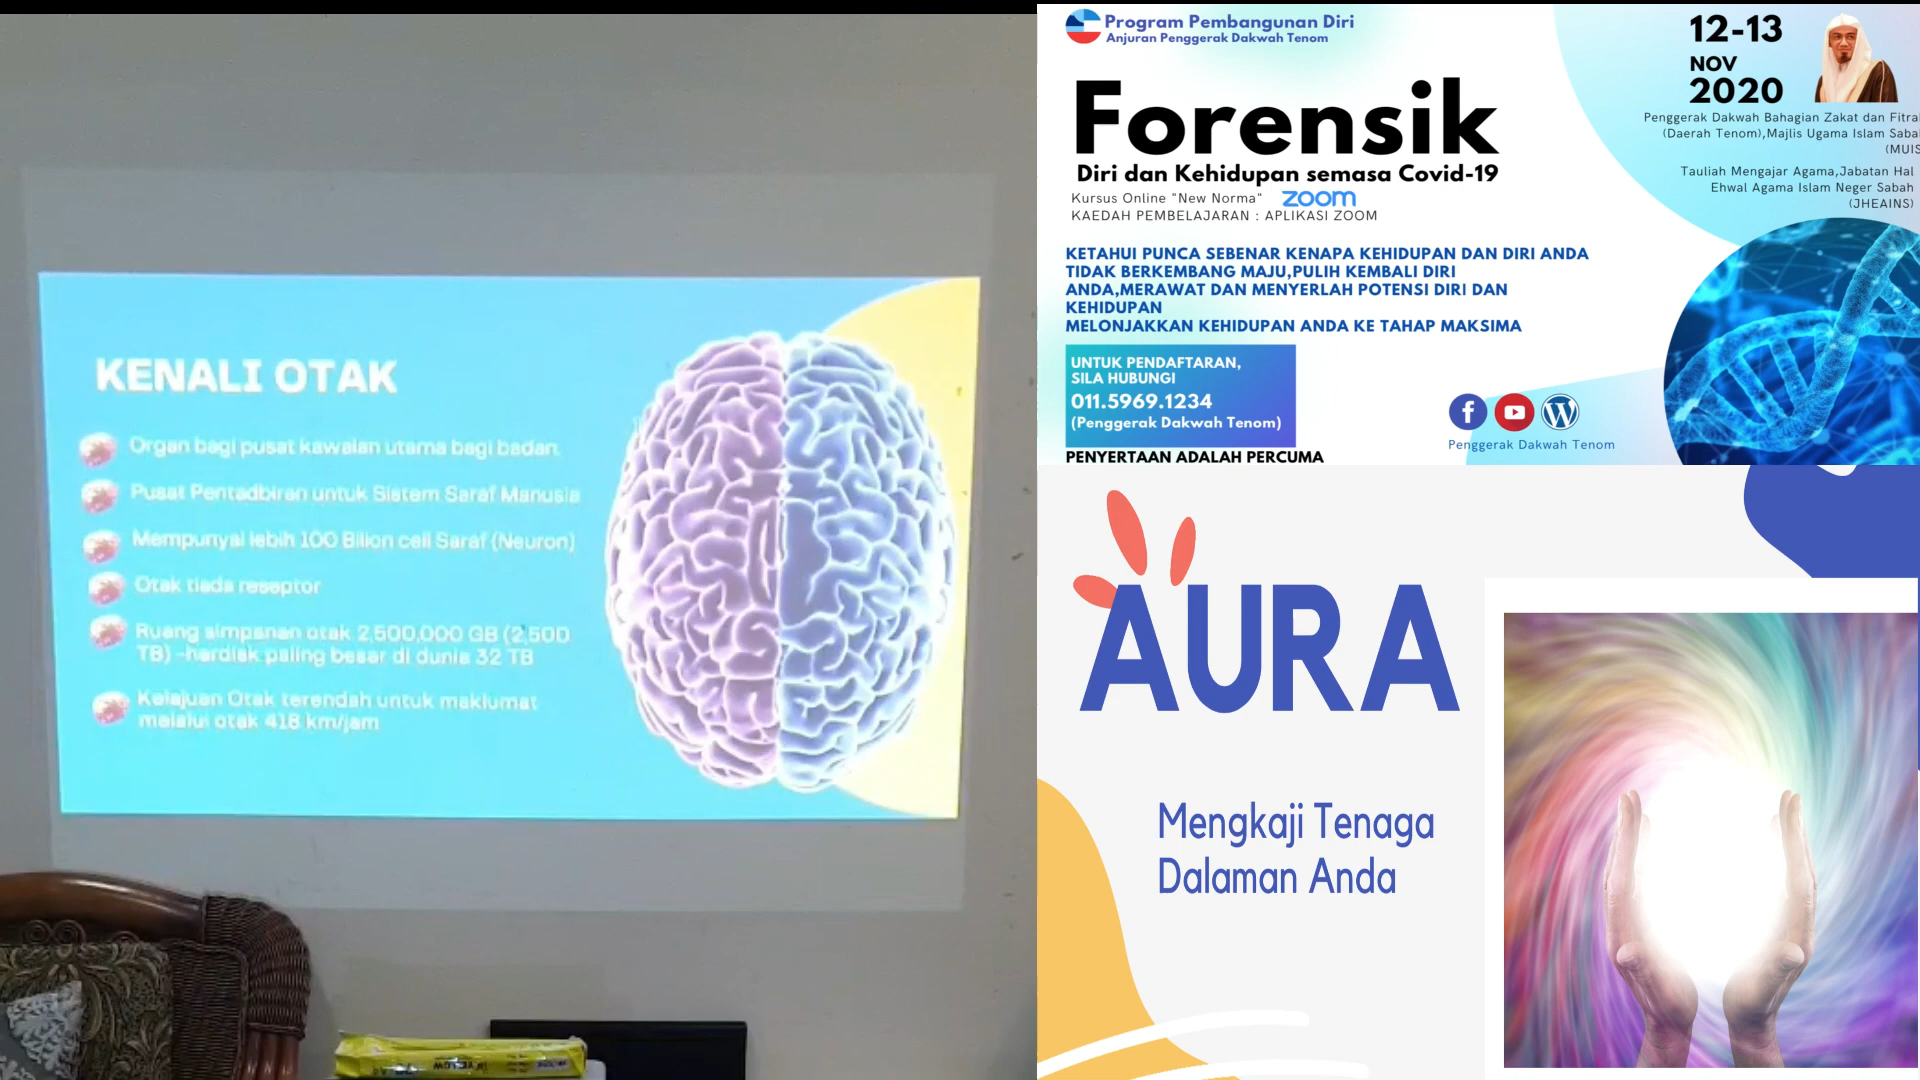 KENALI OTAK
Organ bagi pusat kawalan utama bagi badan.
Pusat Pentadbiran untuk Sistem Saraf Manusia
Mempunyai lebih 100 Bilion cell Saraf (Neuron)
Otak tiada reseptor
Ruang simpanan otak 2,500,000 GB (2,500
TB) -hardisk paling besar di dunia 32 TB
Kelajuan Otak terendah untuk maklumat
melalui otak 418 km/jam
Program Pembangunan Diri
Anjuran Penggerak Dakwah Tenom
Forensik
Diri dan Kehidupan semasa Covid-19
Kursus Online "New Norma" zoom
KAEDAH PEMBELAJARAN : APLIKASI ZOOM
KETAHUI PUNCA SEBENAR KENAPA KEHIDUPAN DAN DIRI ANDA
TIDAK BERKEMBANG MAJU,PULIH KEMBALI DIRI
ANDA,MERAWAT DAN MENYERLAH POTENSI DIRI DAN
KEHIDUPAN
MELONJAKKAN KEHIDUPAN ANDA KE TAHAP MAKSIMA
UNTUK PENDAFTARAN,
SILA HUBUNGI
011.5969.1234
(Penggerak Dakwah Tenom)
PENYERTAAN ADALAH PERCUMA
12-13
NOV
2020
Penggerak Dakwah Bahagian Zakat dan Fitrah
(Daerah Tenom),Majlis Ugama Islam Sabah
(MUIS
Tauliah Mengajar Agama,Jabatan Hal
Ehwal Agama Islam Neger Sabah
(JHEAINS)
f
W
Penggerak Dakwah Tenom
AURA
Mengkaji Tenaga
Dalaman Anda